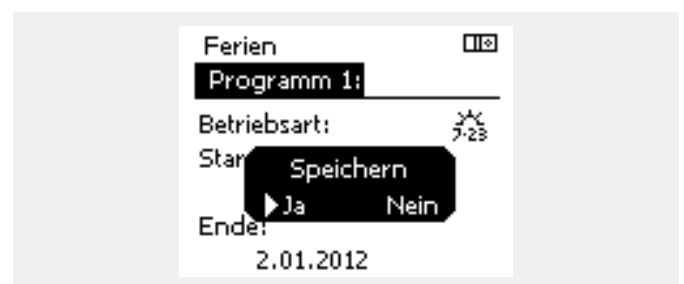 Ferien
Programm 1:
Betriebsart:
7-23
Star
Speichern
Ja Nein
Ende:
2.01.2012